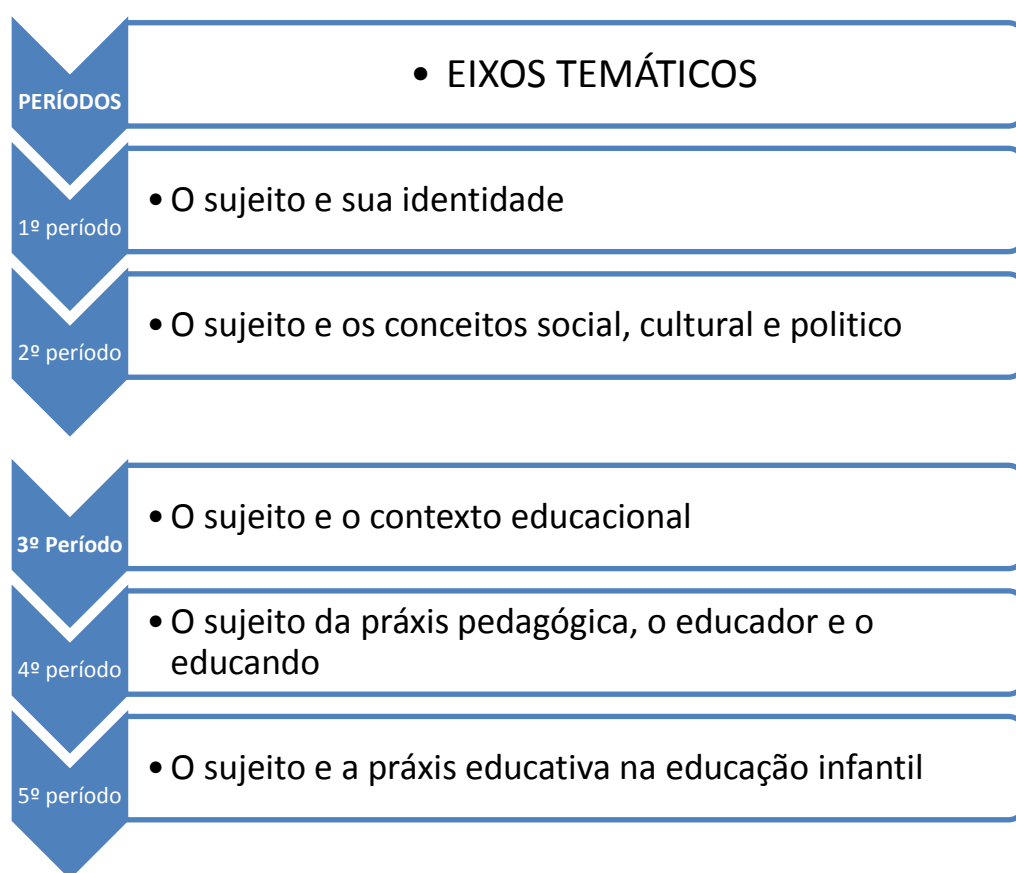 PERÍODOS
• EIXOS TEMÁTICOS
1º período
• O sujeito e sua identidade
2º período
• O sujeito e os conceitos social, cultural e politico
3º Período
• O sujeito e o contexto educacional
4º período
• O sujeito da práxis pedagógica, o educador e o
educando
5º período
• O sujeito e a práxis educativa na educação infantil